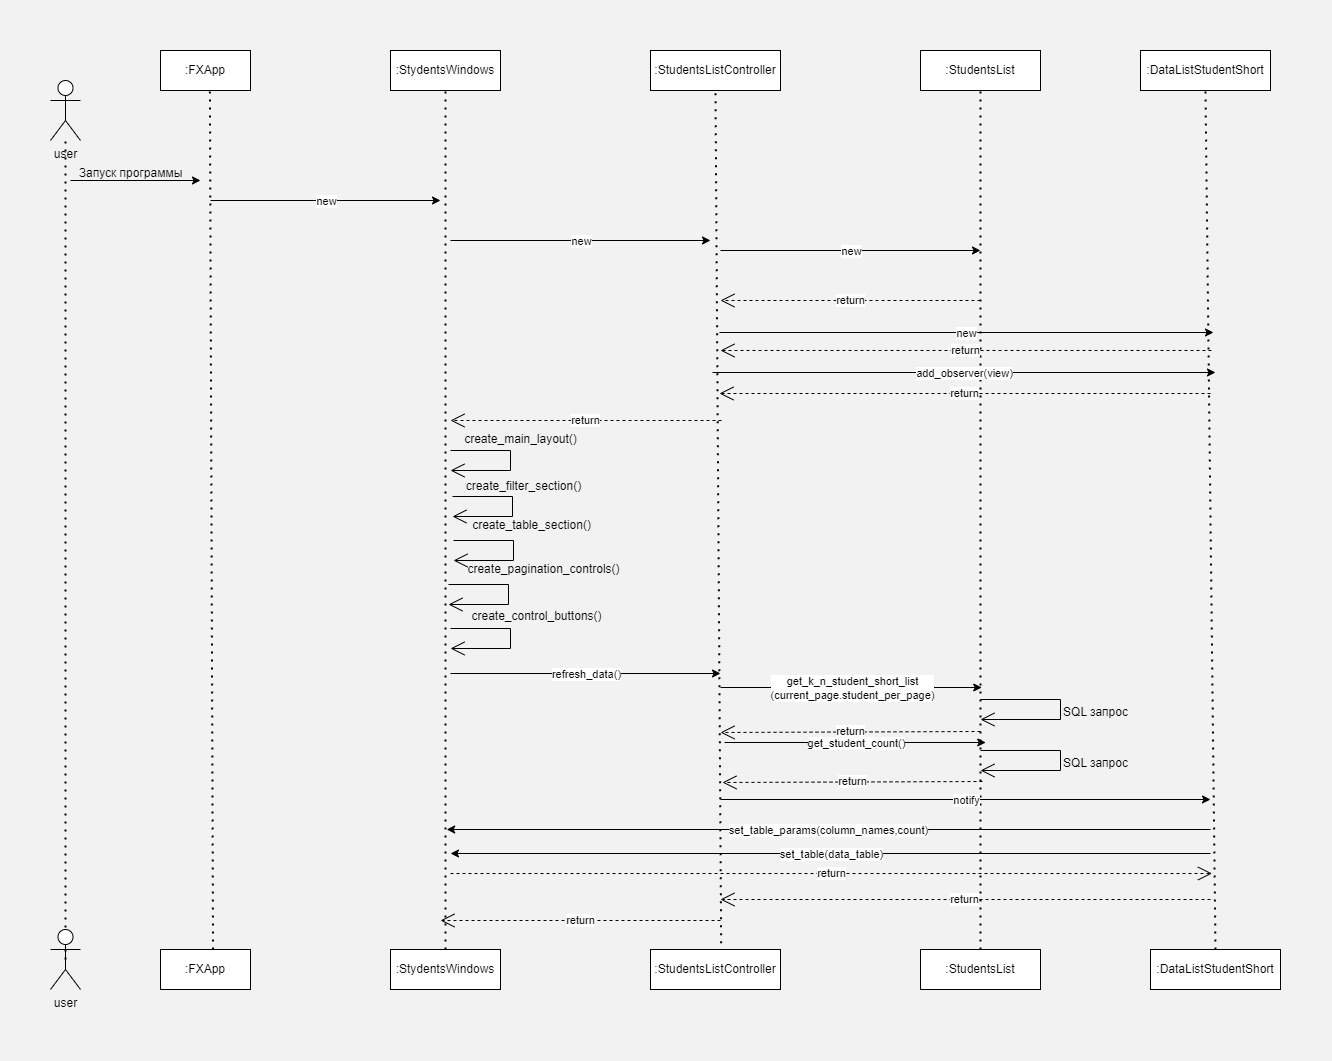 :FXApp
:StydentsWindows
:StudentsListController
:StudentsList
:DataListStudentShort
user
Запуск программы
new
new
new
return
new
return
add_observer(view)
return
return
create_main_layout()
create_filter_section()
create_table_section()
create_pagination_controls()
create_control_buttons()
refresh_data()
get_k_n_student_short_list
(current_page.student_per_page)
SQL запрос
return
get_student_count()
SQL запрос
return
notify
set_table_params(column_names,count)
set_table(data_table)
return
return
return
:FXApp
:StydentsWindows
:StudentsListController
:StudentsList
:DataListStudentShort
user